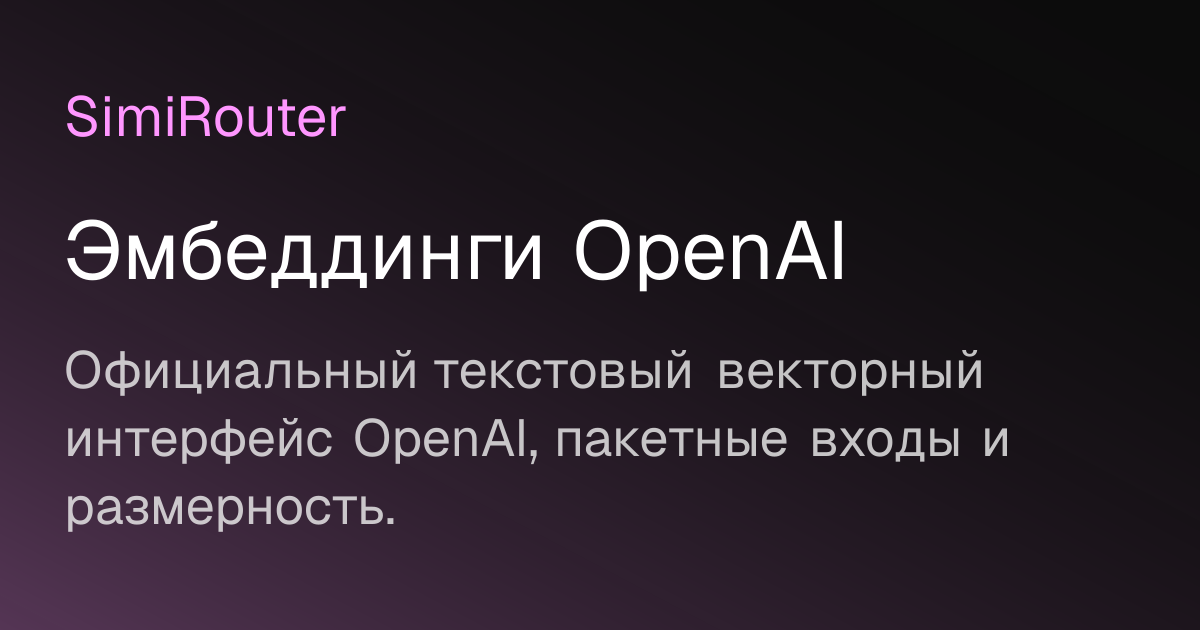 SimiRouter
Эмбеддинги OpenAI
Официальный текстовый векторный
интерфейс OpenAI, пакетные входы и
размерность.